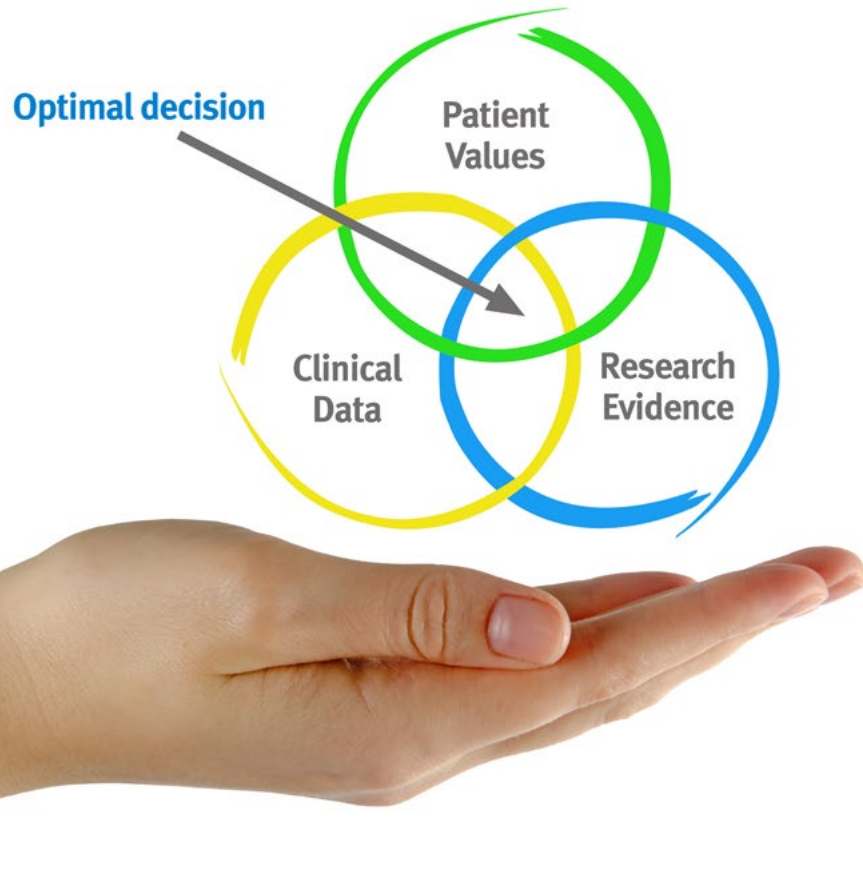 Optimal decision
Patient
Values
Clinical
Data
Research
Evidence